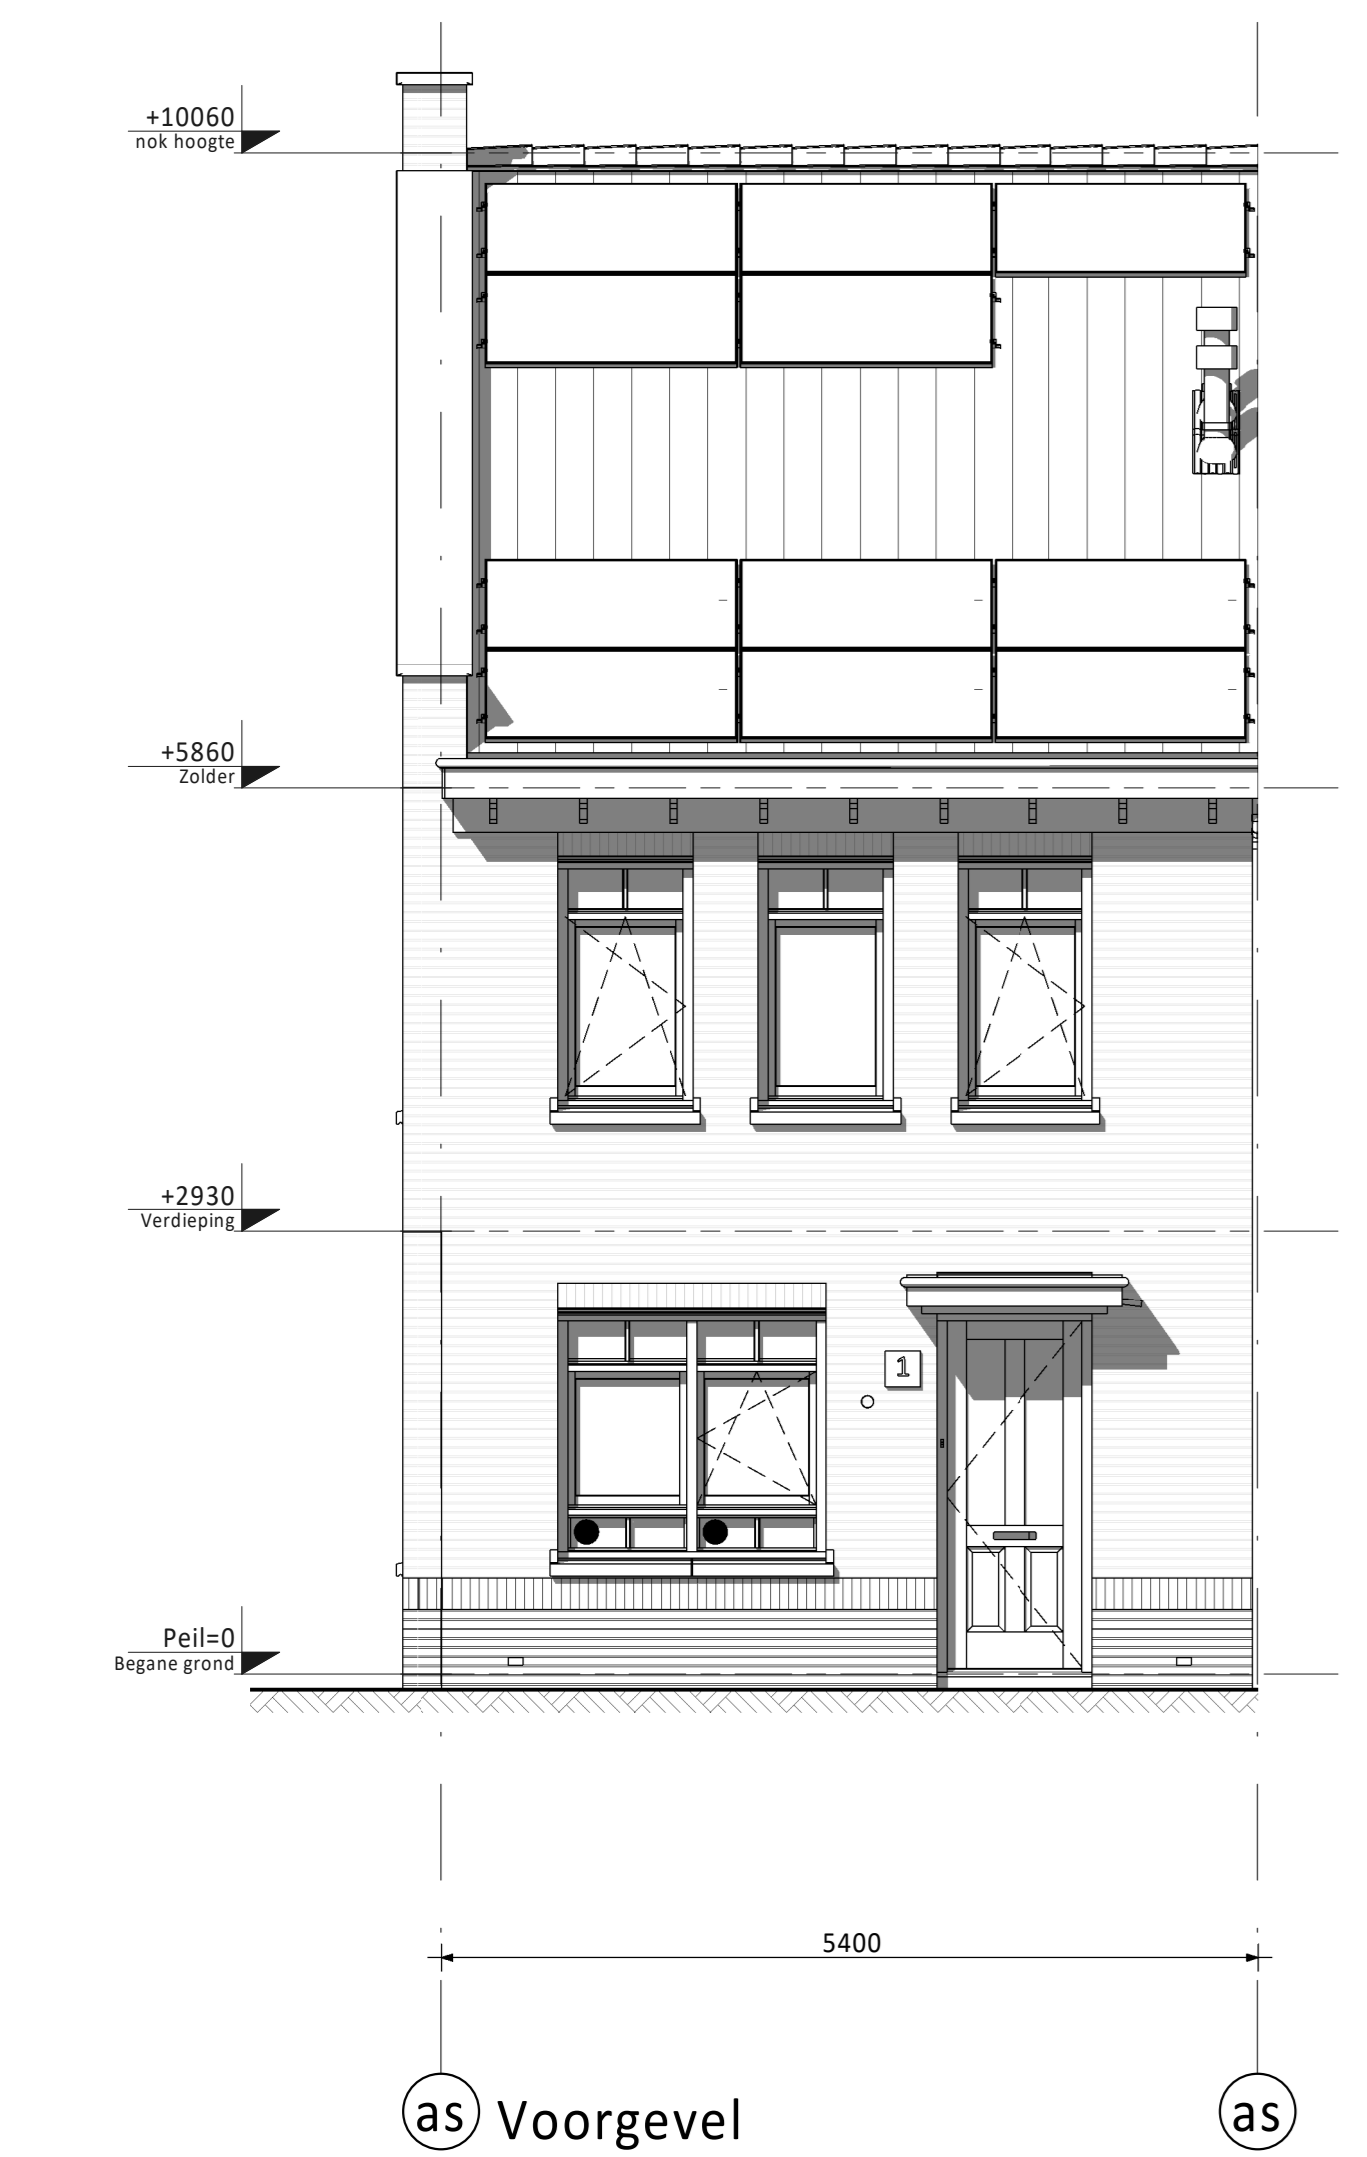 +10060
nok hoogte
+5860
Zolder
+2930
Verdieping
1
Peil=0
Begane grond
5400
as Voorgevel as